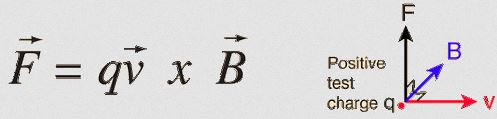 F = qv x B
F
B
Positive
test
charge q
v